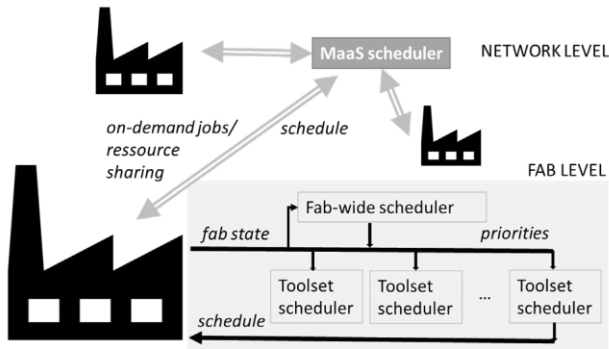 MaaS scheduler
NETWORK LEVEL
on-demand jobs/
ressource
sharing
schedule
FAB LEVEL
Fab-wide scheduler
fab state
priorities
Toolset
scheduler
Toolset
scheduler
...
Toolset
scheduler
schedule